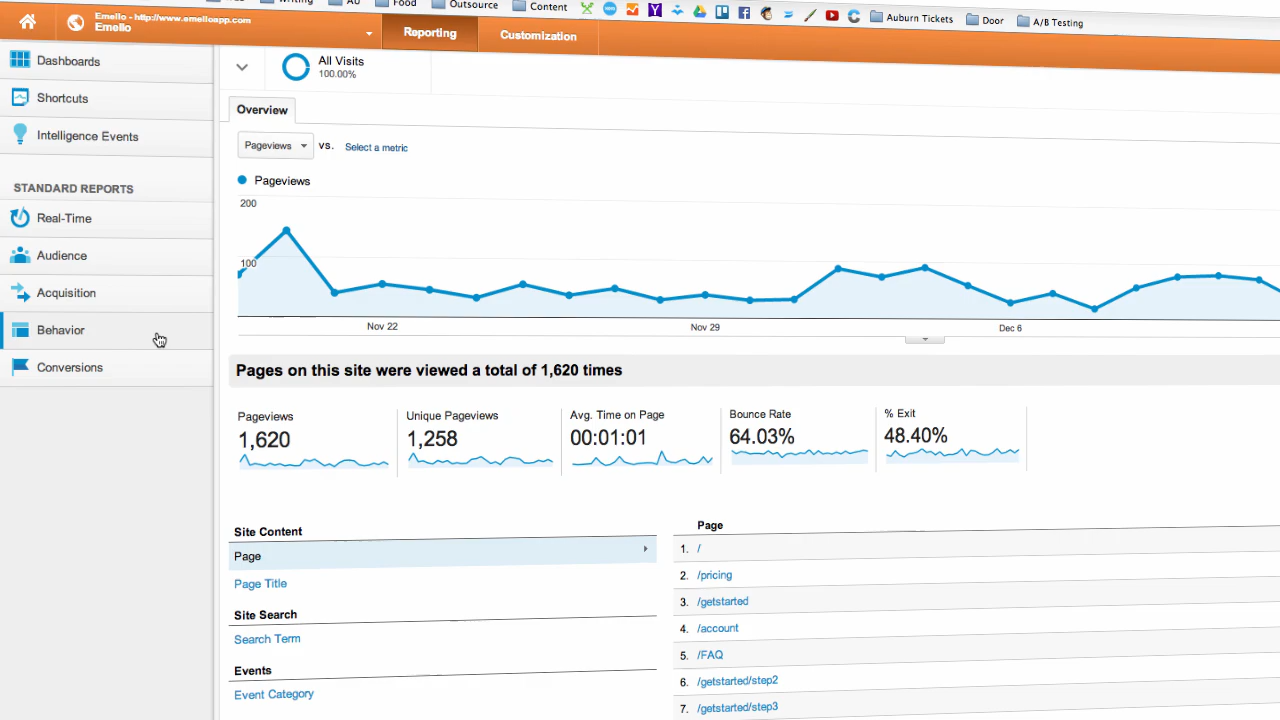 Writing AU Food Outsource Content Auburn Tickets Door A/B Testing
Emello - http://www.emelloapp.com
Emello
Reporting Customization
Dashboards
Shortcuts
Intelligence Events
STANDARD REPORTS
Real-Time
Audience
Acquisition
Behavior
Conversions
All Visits
100.00%
Overview
Pageviews vs. Select a metric
Pageviews
200
100
Nov 22 Nov 29 Dec 6
Pages on this site were viewed a total of 1,620 times
Pageviews Unique Pageviews Avg. Time on Page Bounce Rate % Exit
1,620 1,258 00:01:01 64.03% 48.40%
Site Content
Page
Page Title
Site Search
Search Term
Events
Event Category
Page
1. /
2. /pricing
3. /getstarted
4. /account
5. /FAQ
6. /getstarted/step2
7. /getstarted/step3